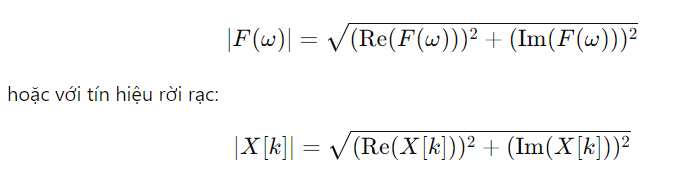 |F(ω)| = √(Re(F(ω)))² + (Im(F(ω)))²
hoặc với tín hiệu rời rạc:
|X[k]| = √(Re(X[k]))² + (Im(X[k]))²